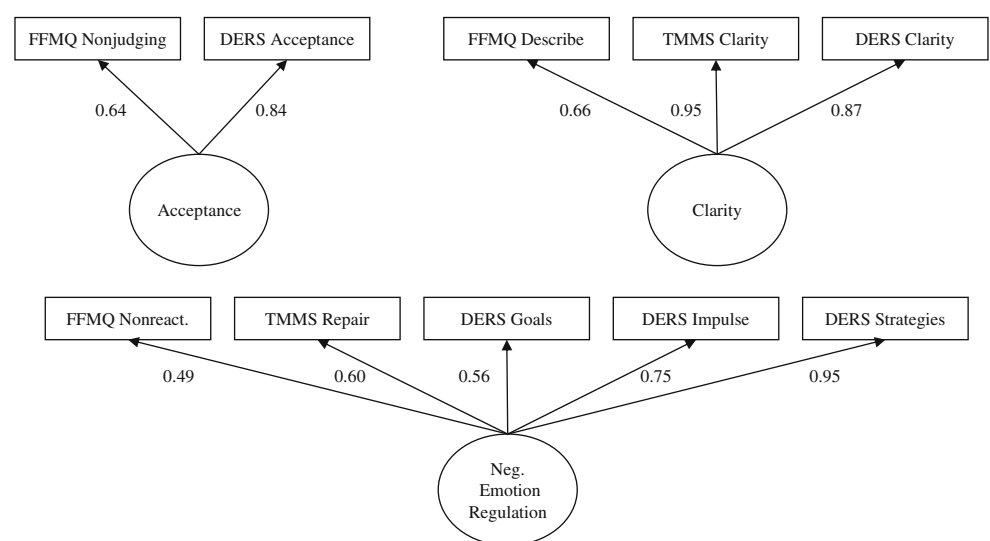 FFMQ Nonjudging
DERS Acceptance
0.64
0.84
Acceptance
FFMQ Describe
TMMS Clarity
DERS Clarity
0.66
0.95
0.87
Clarity
FFMQ Nonreact.
TMMS Repair
DERS Goals
DERS Impulse
DERS Strategies
0.49
0.60
0.56
0.75
0.95
Neg.
Emotion
Regulation